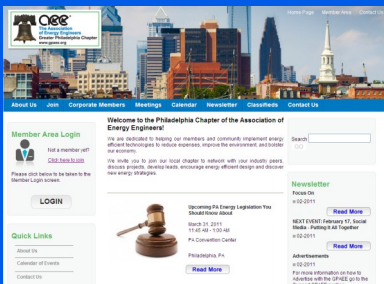 Home Page Member Area Contact Us
aee
The Association
of Energy Engineers
Greater Philadelphia Chapter
www.gpaee.org
About Us Join Corporate Members Meetings Calendar Newsletter Classifieds Contact Us
Member Area Login
Not a member yet?
Click here to join
Please click below to be taken to the
Member Login screen.
LOGIN
Quick Links
About Us
Calendar of Events
Contact Us
Welcome to the Philadelphia Chapter of the Association of
Energy Engineers!
We are dedicated to helping our members and community implement energy
efficient technologies to reduce expenses, improve the environment, and bolster
our economy.
We invite you to join our local chapter to network with your industry peers,
discuss projects, develop leads, encourage energy efficient design and discover
new energy strategies.
Upcoming PA Energy Legislation You
Should Know About
March 31, 2011
11:45 AM - 1:00 AM
PA Convention Center
Philadelphia, PA
Read More
Search
GO
Newsletter
Focus On
02-2011
Read More
NEXT EVENT: February 17, Social
Media - Putting It All Together
02-2011
Read More
Advertisements
02-2011
For more information on how to
Advertise with the GPAEE go to the